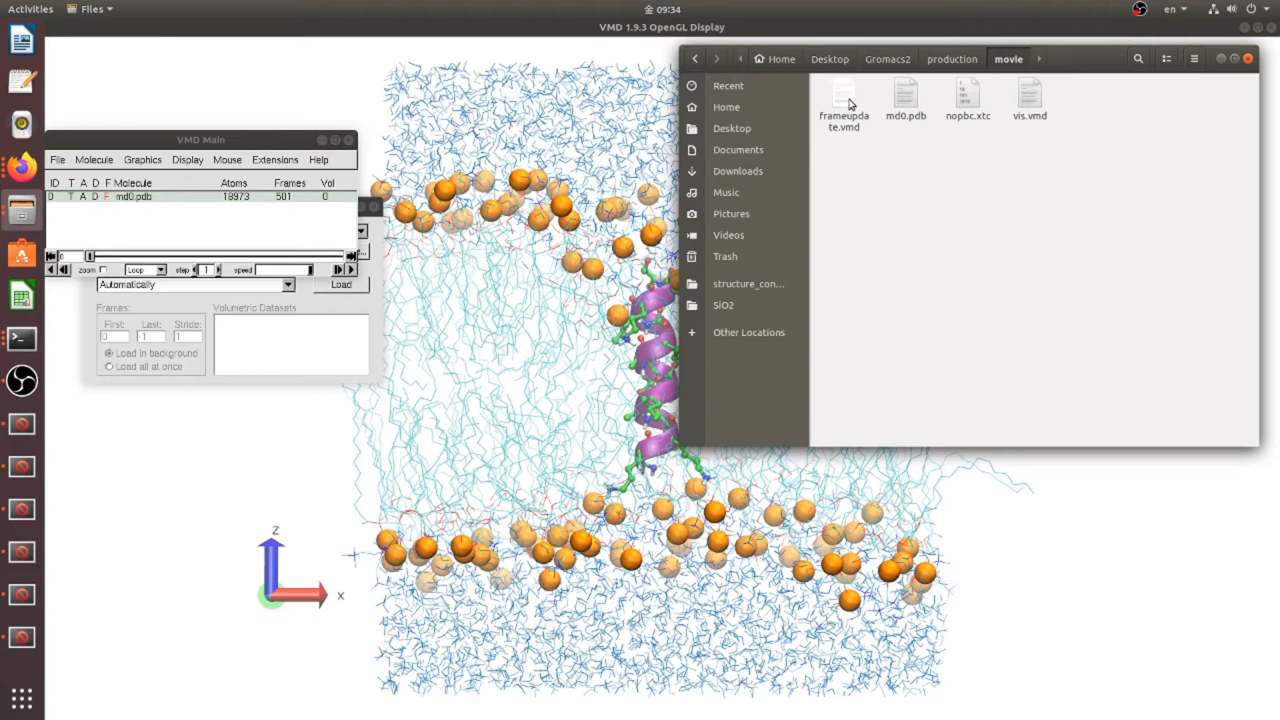 Activities
Files
金 09:34
en
VMD 1.9.3 OpenGL Display
Home
Desktop
Gromacs2
production
movie
Recent
Home
Desktop
Documents
Downloads
Music
Pictures
Videos
Trash
structure_con...
SiO2
Other Locations
frameupda
te.vmd
md0.pdb
nopbc.xtc
vis.vmd
VMD Main
File Molecule Graphics Display Mouse Extensions Help
ID T A D F Molecule Atoms Frames Vol
0 T A D F md0.pdb 18973 501 0
0
zoom Loop step 1 speed
Automatically
Load
Frames:
Volumetric Datasets
First: Last: Stride:
0 -1 1
Load in background
Load all at once
Z
X